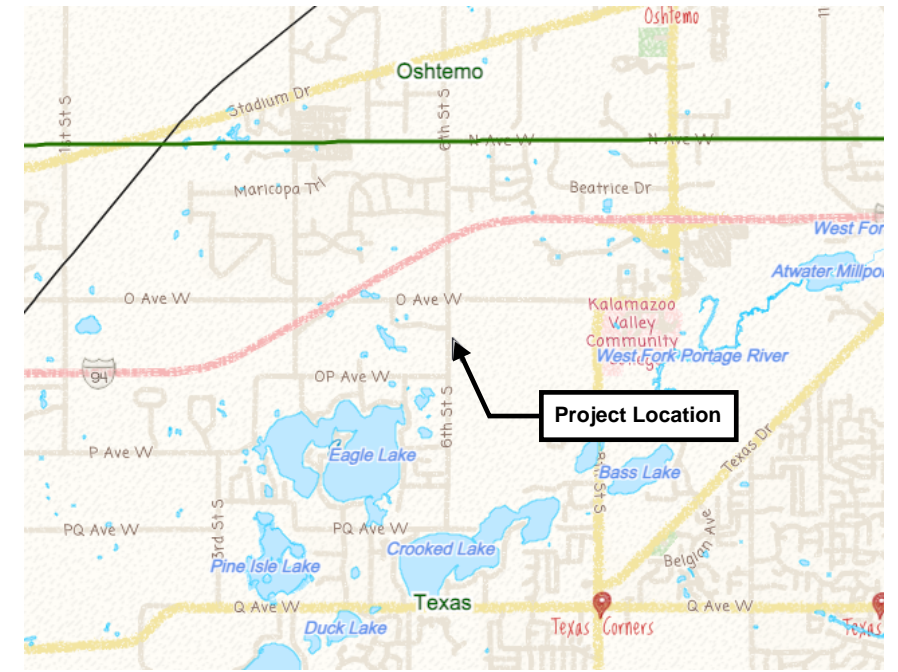 Oshtemo
11
Oshtemo
Stadium Dr
1st St S
6th St S
N Ave W
N Ave W
Maricopa Trl
Beatrice Dr
West For
Atwater Millpo
O Ave W
O Ave W
Kalamazoo
Valley
Community
West Fork Portage River
94
OP Ave W
Project Location
6th St S
P Ave W
Eagle Lake
Texas Dr
Bass Lake
8th St S
3rd St S
PQ Ave W
PQ Ave W
Crooked Lake
Belgian Ave
Pine Isle Lake
Q Ave W
Texas
Q Ave W
Duck Lake
Texas Corners
Texas